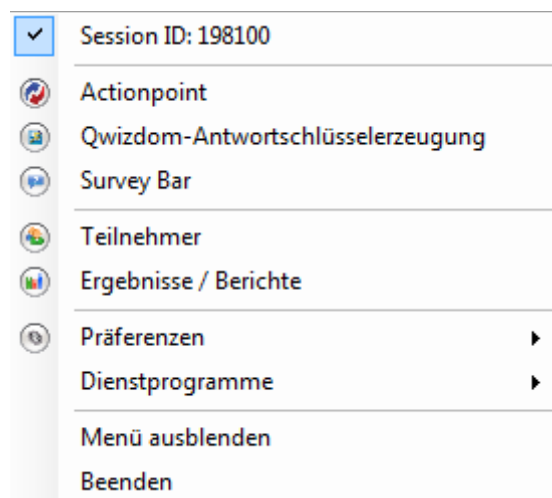 Session ID: 198100
Actionpoint
Qwizdom-Antwortschlüsselerzeugung
Survey Bar
Teilnehmer
Ergebnisse / Berichte
Präferenzen
Dienstprogramme
Menü ausblenden
Beenden